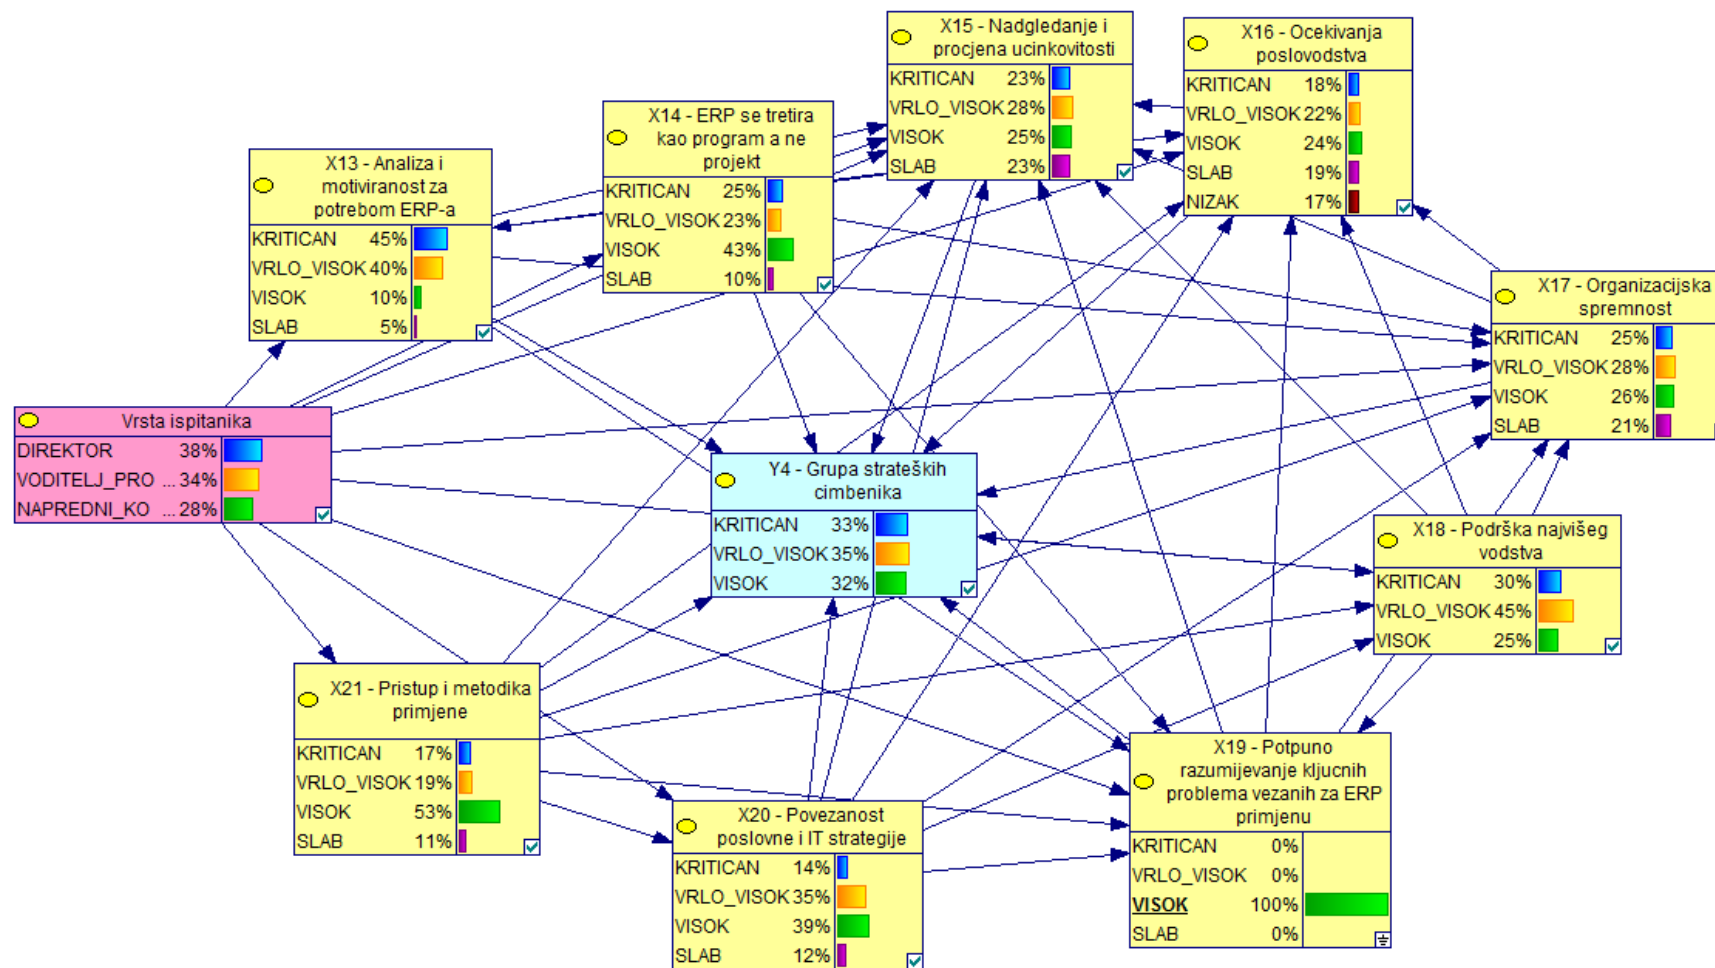 X15 - Nadgledanje i
procjena ucinkovitosti
KRITICAN 23%
VRLO_VISOK 28%
VISOK 25%
SLAB 23%
X16 - Ocekivanja
poslovodstva
KRITICAN 18%
VRLO_VISOK 22%
VISOK 24%
SLAB 19%
NIZAK 17%
X14 - ERP se tretira
kao program a ne
projekt
KRITICAN 25%
VRLO_VISOK 23%
VISOK 43%
SLAB 10%
X13 - Analiza i
motiviranost za
potrebom ERP-a
KRITICAN 45%
VRLO_VISOK 40%
VISOK 10%
SLAB 5%
X17 - Organizacijska
spremnost
KRITICAN 25%
VRLO_VISOK 28%
VISOK 26%
SLAB 21%
Vrsta ispitanika
DIREKTOR 38%
VODITELJ_PRO ... 34%
NAPREDNI_KO ... 28%
Y4 - Grupa strateških
cimbenika
KRITICAN 33%
VRLO_VISOK 35%
VISOK 32%
X18 - Podrška najvišeg
vodstva
KRITICAN 30%
VRLO_VISOK 45%
VISOK 25%
X21 - Pristup i metodika
primjene
KRITICAN 17%
VRLO_VISOK 19%
VISOK 53%
SLAB 11%
X20 - Povezanost
poslovne i IT strategije
KRITICAN 14%
VRLO_VISOK 35%
VISOK 39%
SLAB 12%
X19 - Potpuno
razumijevanje kljucnih
problema vezanih za ERP
primjenu
KRITICAN 0%
VRLO_VISOK 0%
VISOK 100%
SLAB 0%